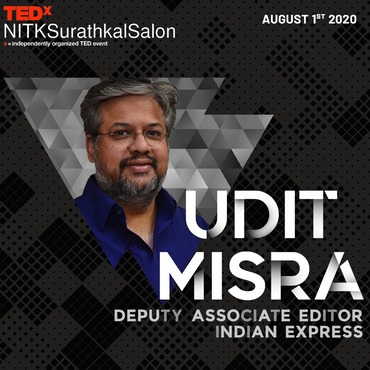 TEDx
NITKSurathkalSalon
x = independently organized TED event
AUGUST 1ST 2020
UDIT
MISRA
DEPUTY ASSOCIATE EDITOR
INDIAN EXPRESS